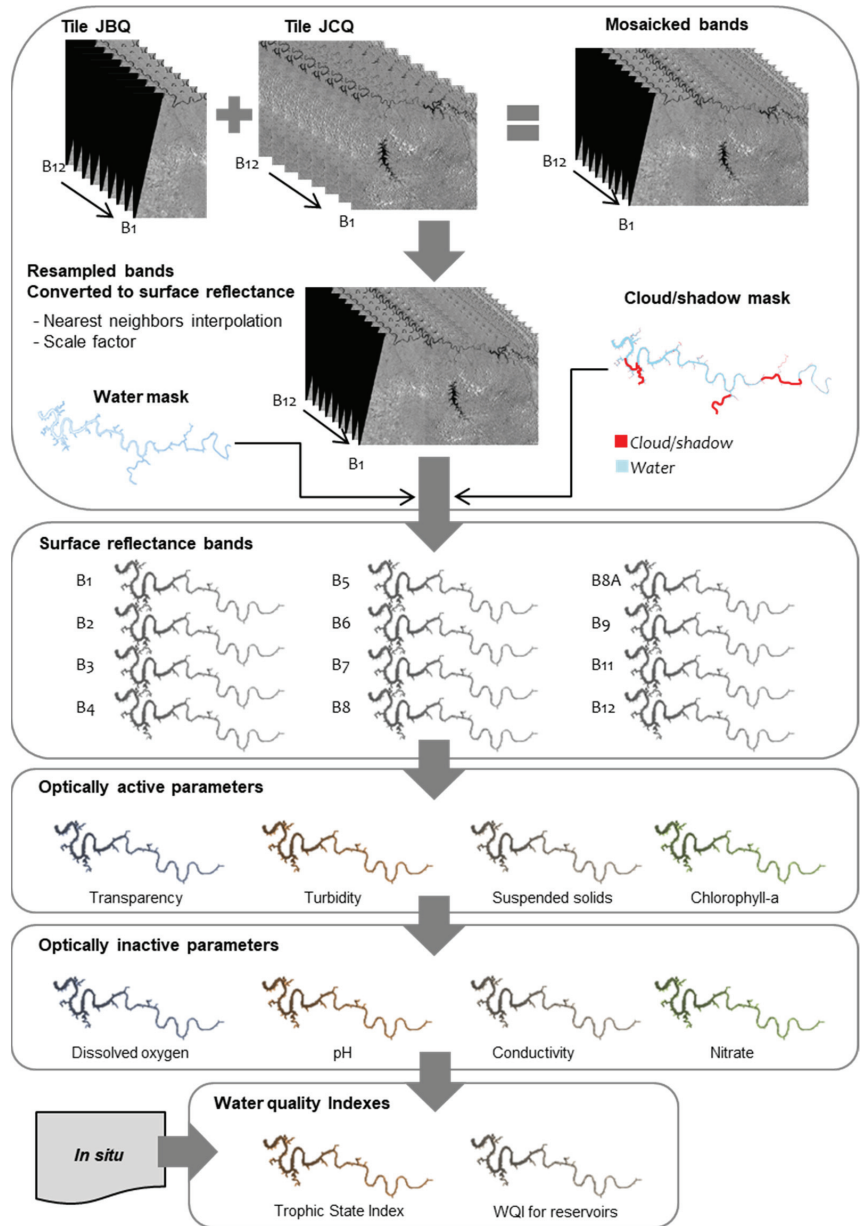 Tile JBQ
Tile JCQ
Mosaicked bands
B12
B1
B12
B1
B12
B1
Resampled bands
Converted to surface reflectance
- Nearest neighbors interpolation
- Scale factor
Cloud/shadow mask
Water mask
B12
B1
Cloud/shadow
Water
Surface reflectance bands
B1
B5
B8A
B2
B6
B9
B3
B7
B11
B4
B8
B12
Optically active parameters
Transparency
Turbidity
Suspended solids
Chlorophyll-a
Optically inactive parameters
Dissolved oxygen
pH
Conductivity
Nitrate
Water quality Indexes
In situ
Trophic State Index
WQI for reservoirs